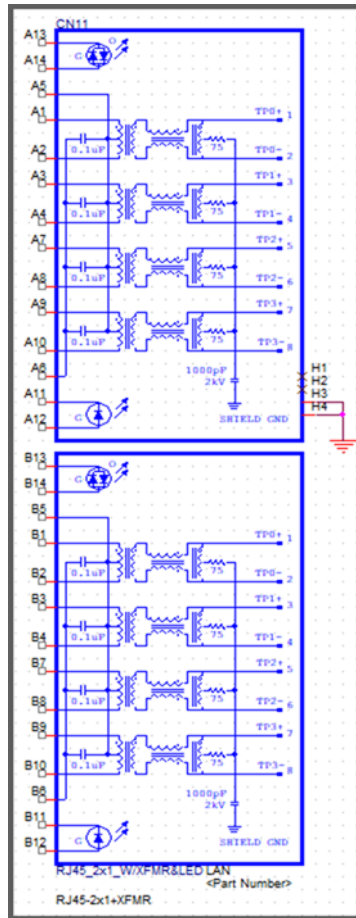 CN11
A13
O
G
A14
A5
A1
TP0+ 1
0.1uF
75
A2
TP0- 2
A3
TP1+ 3
0.1uF
75
A4
TP1- 4
A7
TP2+ 5
0.1uF
75
A8
TP2- 6
A9
TP3+ 7
0.1uF
75
A10
TP3- 8
A6
1000pF
2kV
H1
H2
H3
H4
A11
G
A12
SHIELD GND
B13
O
G
B14
B5
B1
TP0+ 1
0.1uF
75
B2
TP0- 2
B3
TP1+ 3
0.1uF
75
B4
TP1- 4
B7
TP2+ 5
0.1uF
75
B8
TP2- 6
B9
TP3+ 7
0.1uF
75
B10
TP3- 8
B6
1000pF
2kV
B11
G
B12
SHIELD GND
RJ45_2x1_W/XFMR&LED LAN
<Part Number>
RJ45-2x1+XFMR